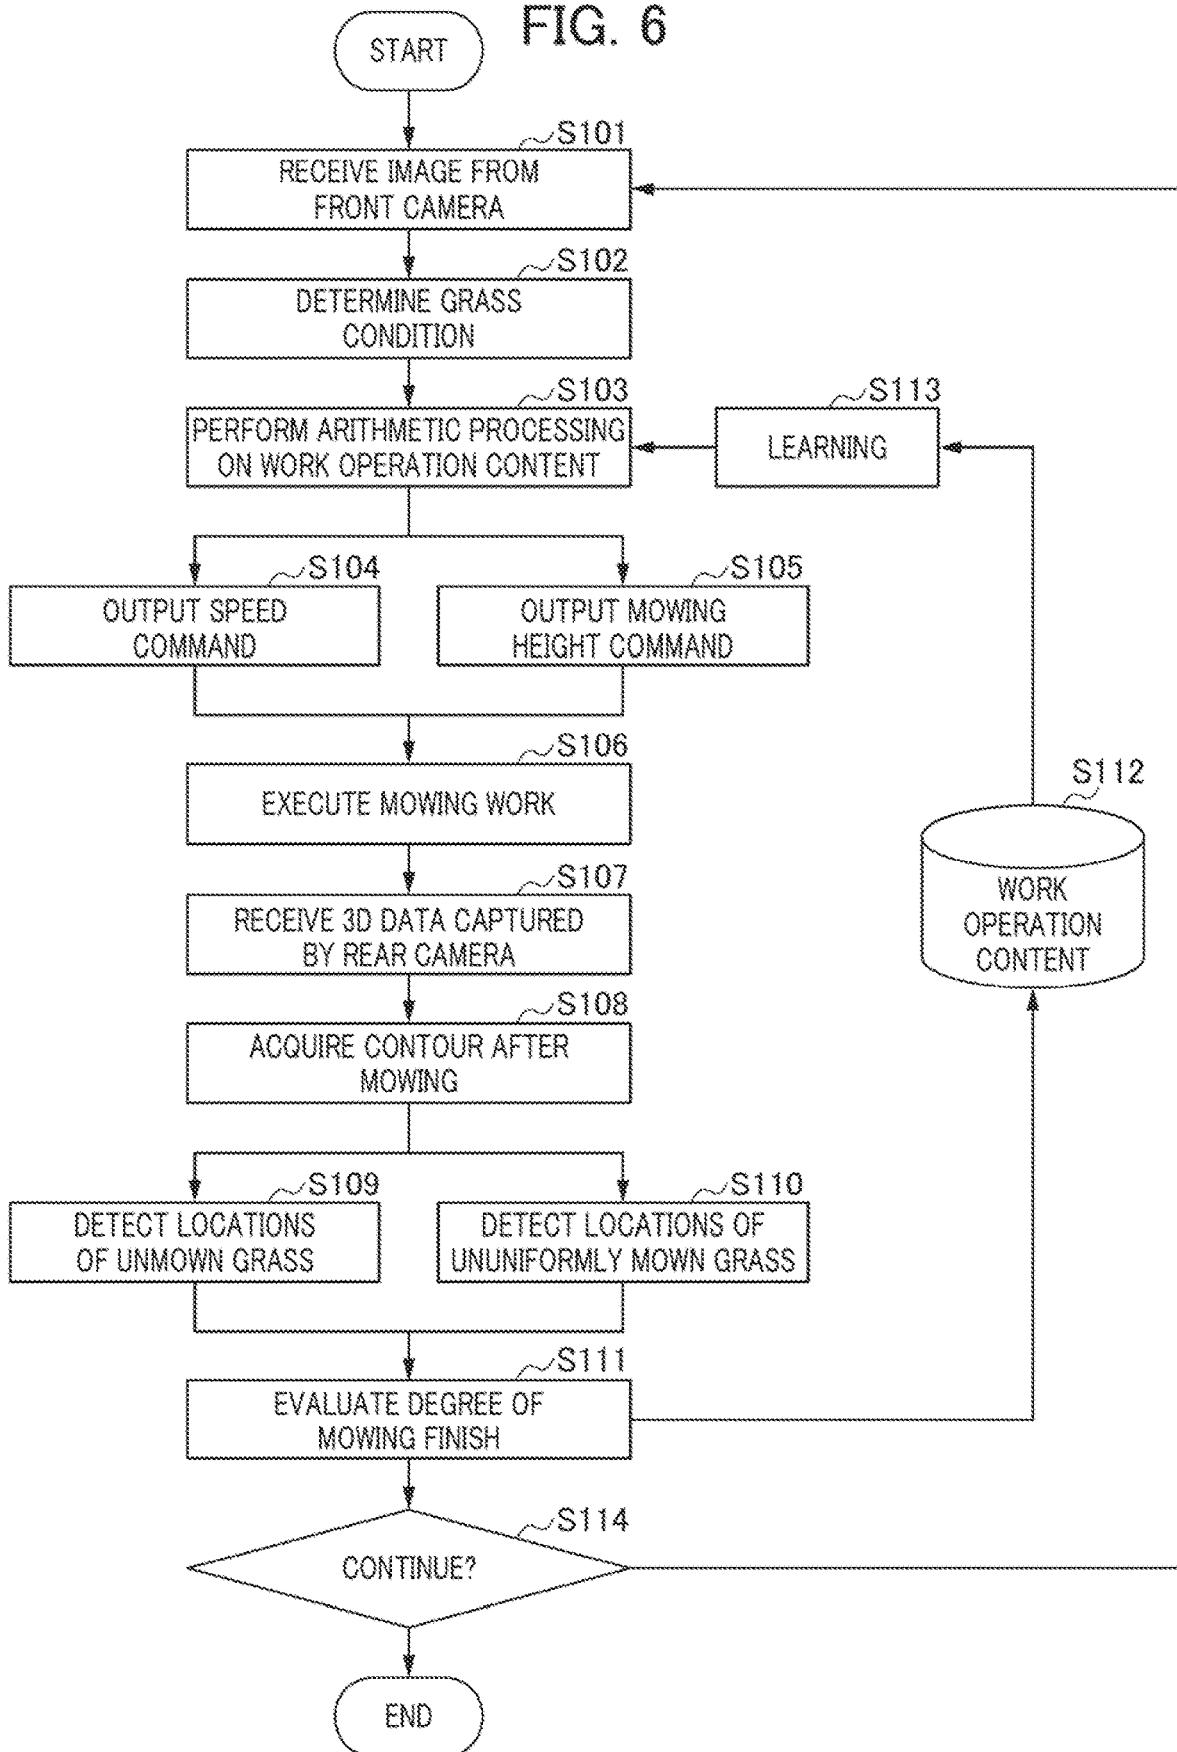 FIG. 6
START
S101
RECEIVE IMAGE FROM
FRONT CAMERA
S102
DETERMINE GRASS
CONDITION
S103
PERFORM ARITHMETIC PROCESSING
ON WORK OPERATION CONTENT
S113
LEARNING
S104
OUTPUT SPEED
COMMAND
S105
OUTPUT MOWING
HEIGHT COMMAND
S106
EXECUTE MOWING WORK
S112
WORK
OPERATION
CONTENT
S107
RECEIVE 3D DATA CAPTURED
BY REAR CAMERA
S108
ACQUIRE CONTOUR AFTER
MOWING
S109
DETECT LOCATIONS
OF UNMOWN GRASS
S110
DETECT LOCATIONS OF
UNUNIFORMLY MOWN GRASS
S111
EVALUATE DEGREE OF
MOWING FINISH
S114
CONTINUE?
END